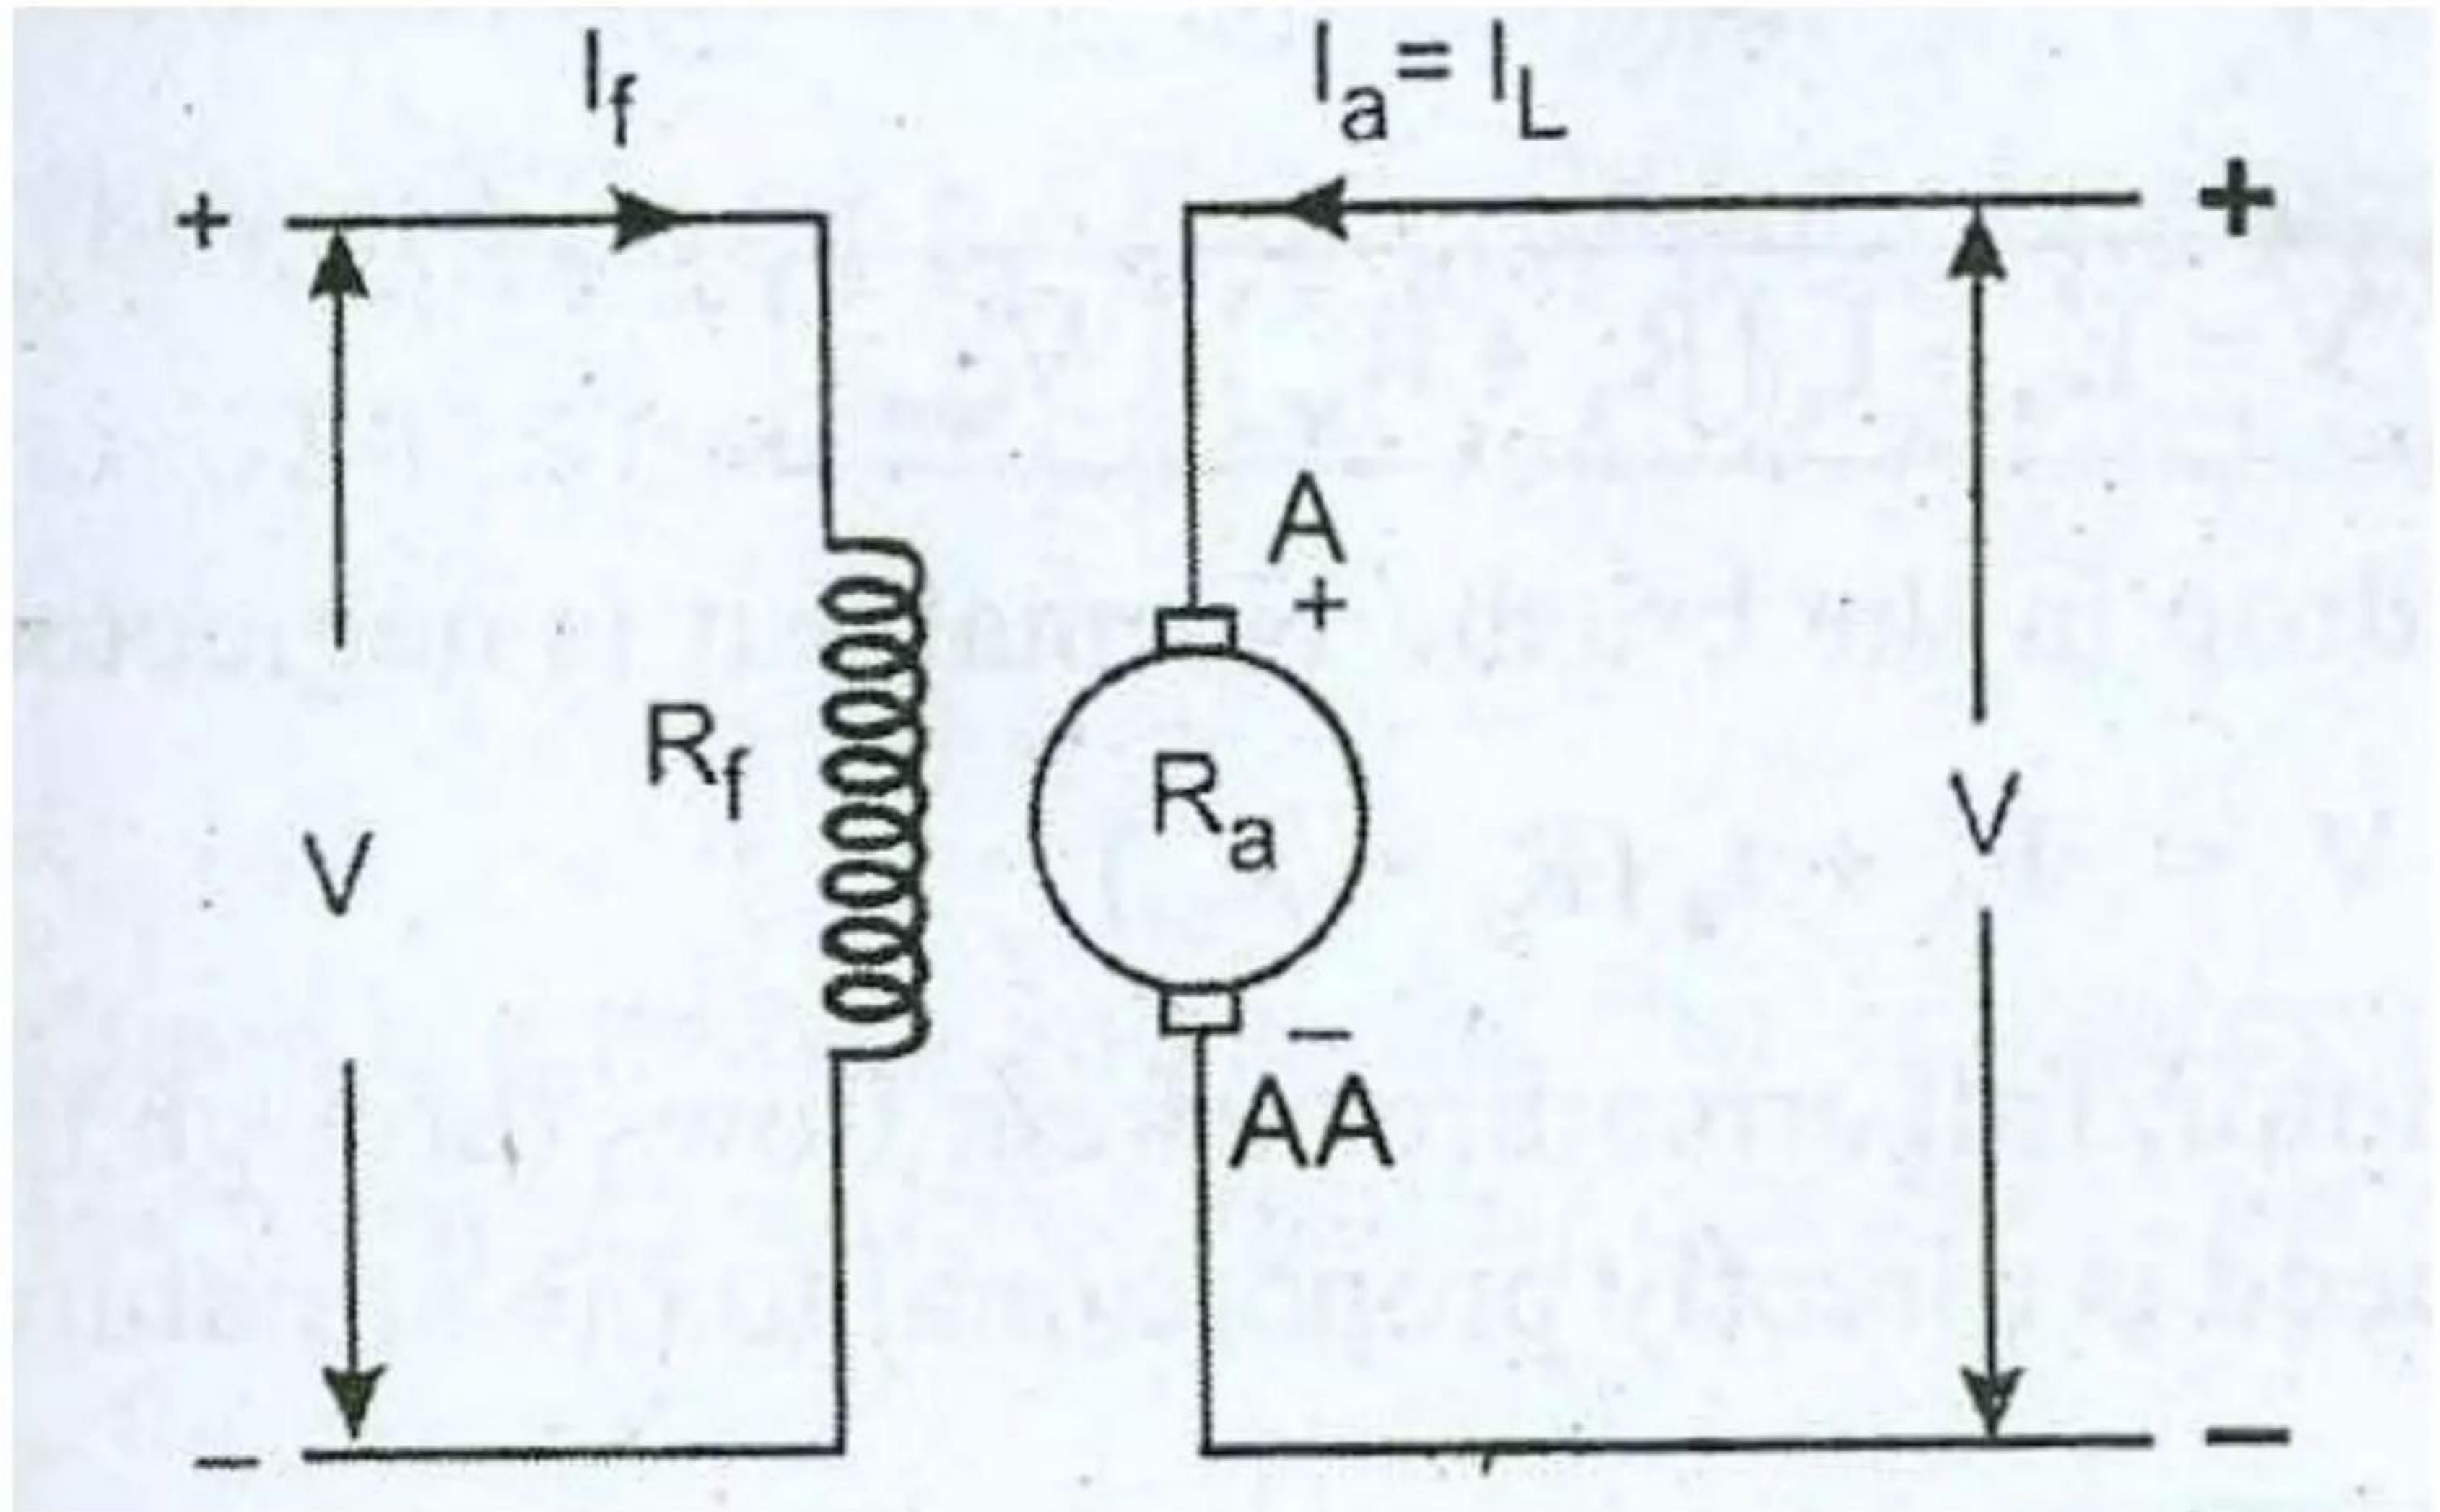 I_f
I_a = I_L
+
+
A
+
R_f
R_a
V
V
−
AA
−
−